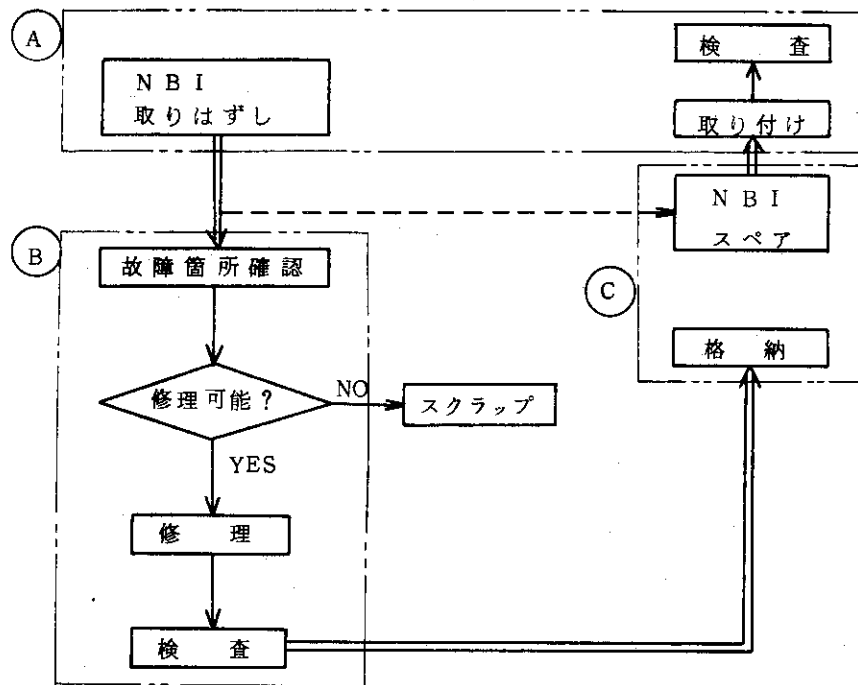 A
検査
NBI
取りはずし
取り付け
NBI
スペア
B
故障箇所確認
C
格納
修理可能?
NO
スクラップ
YES
修理
検査